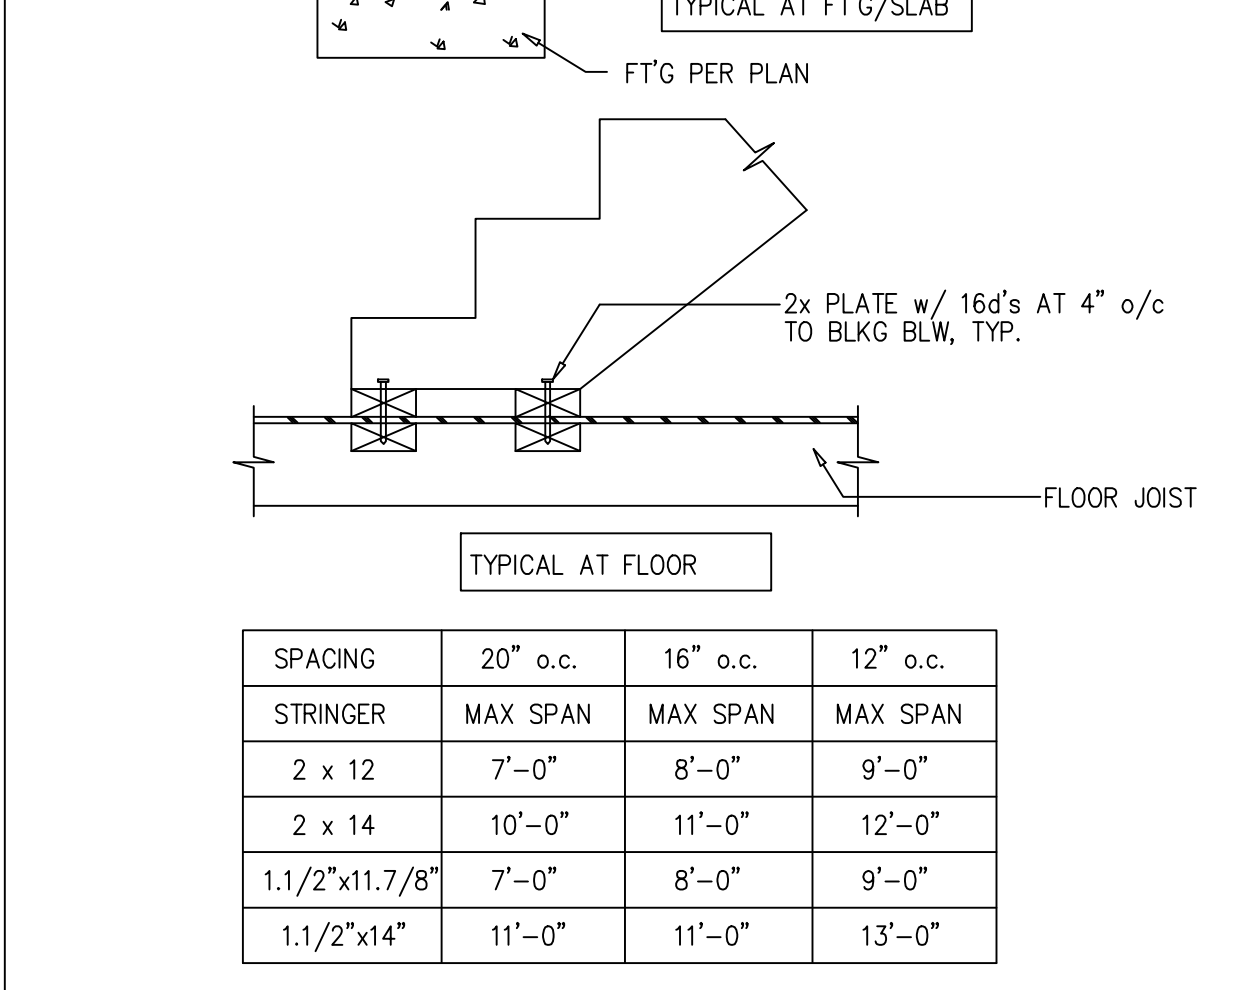 TYPICAL AT FT'G/SLAB
FT'G PER PLAN
2x PLATE w/ 16d's AT 4" o/c
TO BLKG BLW, TYP.
FLOOR JOIST
TYPICAL AT FLOOR
SPACING 20" o.c. 16" o.c. 12" o.c.
STRINGER MAX SPAN MAX SPAN MAX SPAN
2 x 12 7'-0" 8'-0" 9'-0"
2 x 14 10'-0" 11'-0" 12'-0"
1.1/2"x11.7/8" 7'-0" 8'-0" 9'-0"
1.1/2"x14" 11'-0" 11'-0" 13'-0"